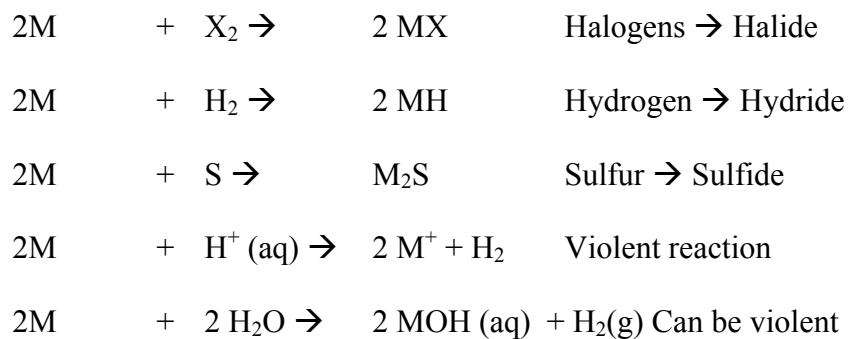 2M + X₂ → 2 MX Halogens → Halide
2M + H₂ → 2 MH Hydrogen → Hydride
2M + S → M₂S Sulfur → Sulfide
2M + H⁺ (aq) → 2 M⁺ + H₂ Violent reaction
2M + 2 H₂O → 2 MOH (aq) + H₂(g) Can be violent